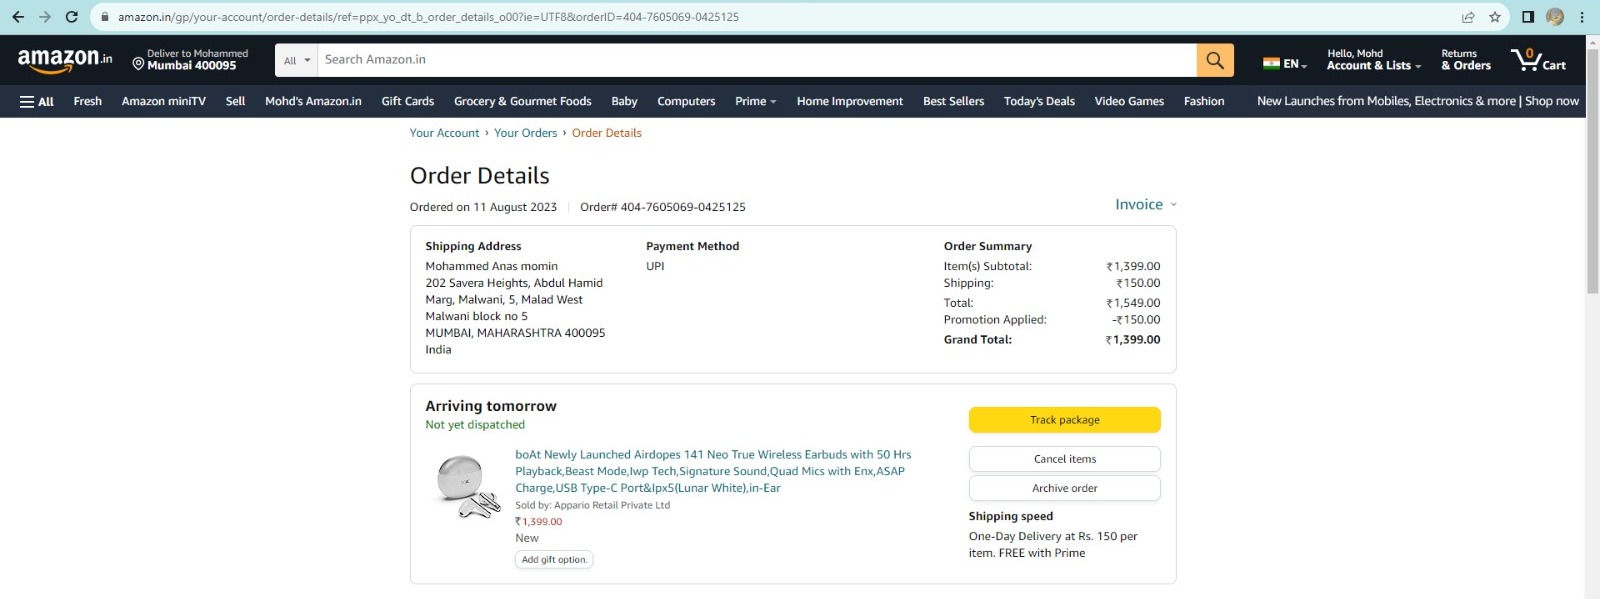 amazon.in/gp/your-account/order-details/ref=ppx_yo_dt_b_order_details_o00?ie=UTF8&orderID=404-7605069-0425125
amazon.in
Deliver to Mohammed
Mumbai 400095
All
Search Amazon.in
EN
Hello, Mohd
Account & Lists
Returns
& Orders
0
Cart
All
Fresh
Amazon miniTV
Sell
Mohd's Amazon.in
Gift Cards
Grocery & Gourmet Foods
Baby
Computers
Prime
Home Improvement
Best Sellers
Today's Deals
Video Games
Fashion
New Launches from Mobiles, Electronics & more | Shop now
Your Account › Your Orders › Order Details
Order Details
Ordered on 11 August 2023 | Order# 404-7605069-0425125
Invoice
Shipping Address
Mohammed Anas momin
202 Savera Heights, Abdul Hamid
Marg, Malwani, 5, Malad West
Malwani block no 5
MUMBAI, MAHARASHTRA 400095
India
Payment Method
UPI
Order Summary
Item(s) Subtotal: ₹1,399.00
Shipping: ₹150.00
Total: ₹1,549.00
Promotion Applied: -₹150.00
Grand Total: ₹1,399.00
Arriving tomorrow
Not yet dispatched
boAt Newly Launched Airdopes 141 Neo True Wireless Earbuds with 50 Hrs
Playback,Beast Mode,Iwp Tech,Signature Sound,Quad Mics with Enx,ASAP
Charge,USB Type-C Port&Ipx5(Lunar White),in-Ear
Sold by: Appario Retail Private Ltd
₹1,399.00
New
Add gift option.
Track package
Cancel items
Archive order
Shipping speed
One-Day Delivery at Rs. 150 per
item. FREE with Prime